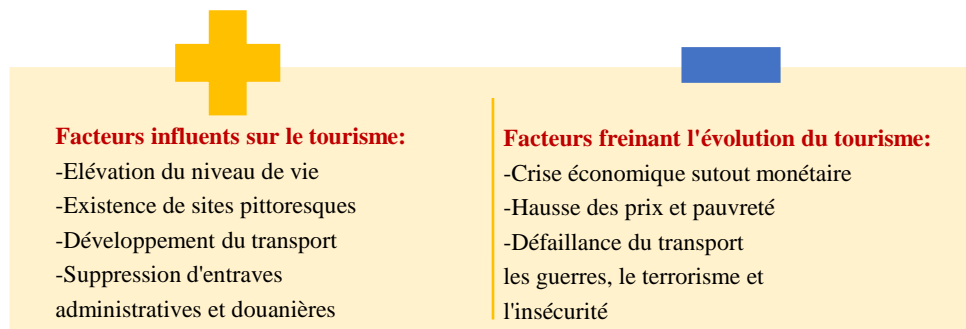 Facteurs influents sur le tourisme:
-Elévation du niveau de vie
-Existence de sites pittoresques
-Développement du transport
-Suppression d'entraves
administratives et douanières
Facteurs freinant l'évolution du tourisme:
-Crise économique sutout monétaire
-Hausse des prix et pauvreté
-Défaillance du transport
les guerres, le terrorisme et
l'insécurité